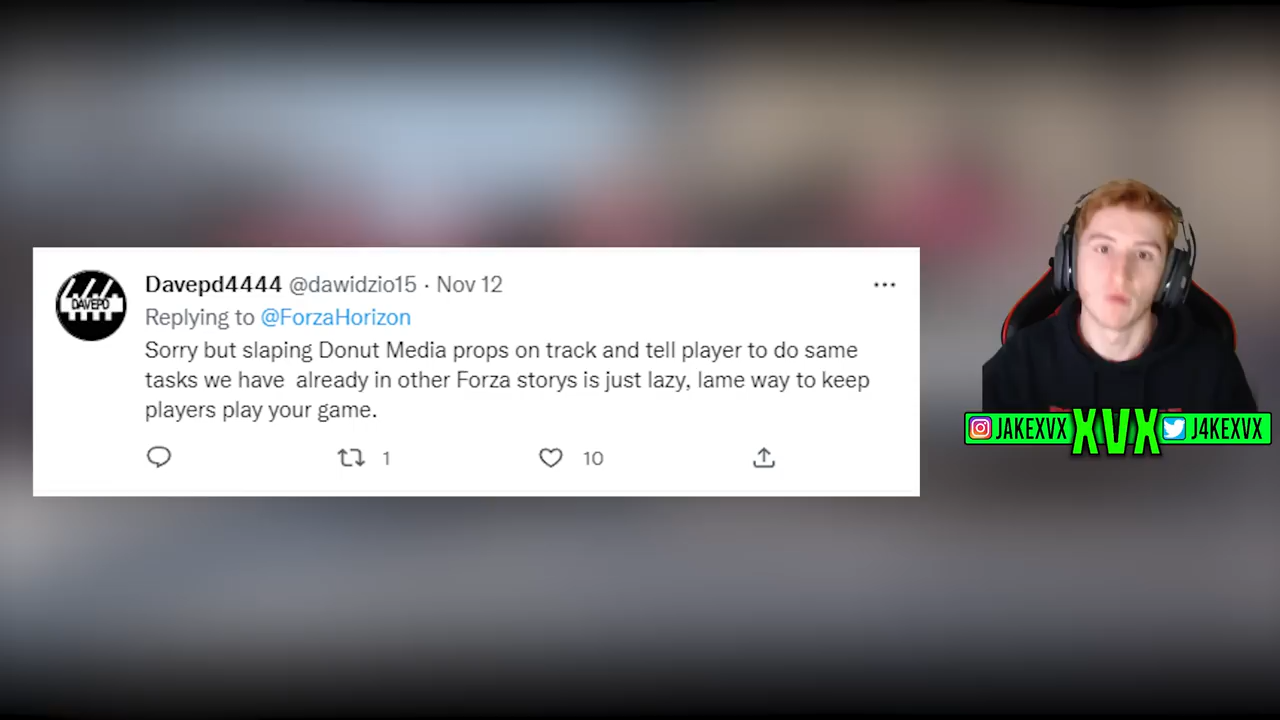 Davepd4444 @dawidzio15 · Nov 12
Replying to @ForzaHorizon
Sorry but slaping Donut Media props on track and tell player to do same
tasks we have already in other Forza storys is just lazy, lame way to keep
players play your game.
1 10
DAVEPD
JAKEXVX XVX J4KEXVX